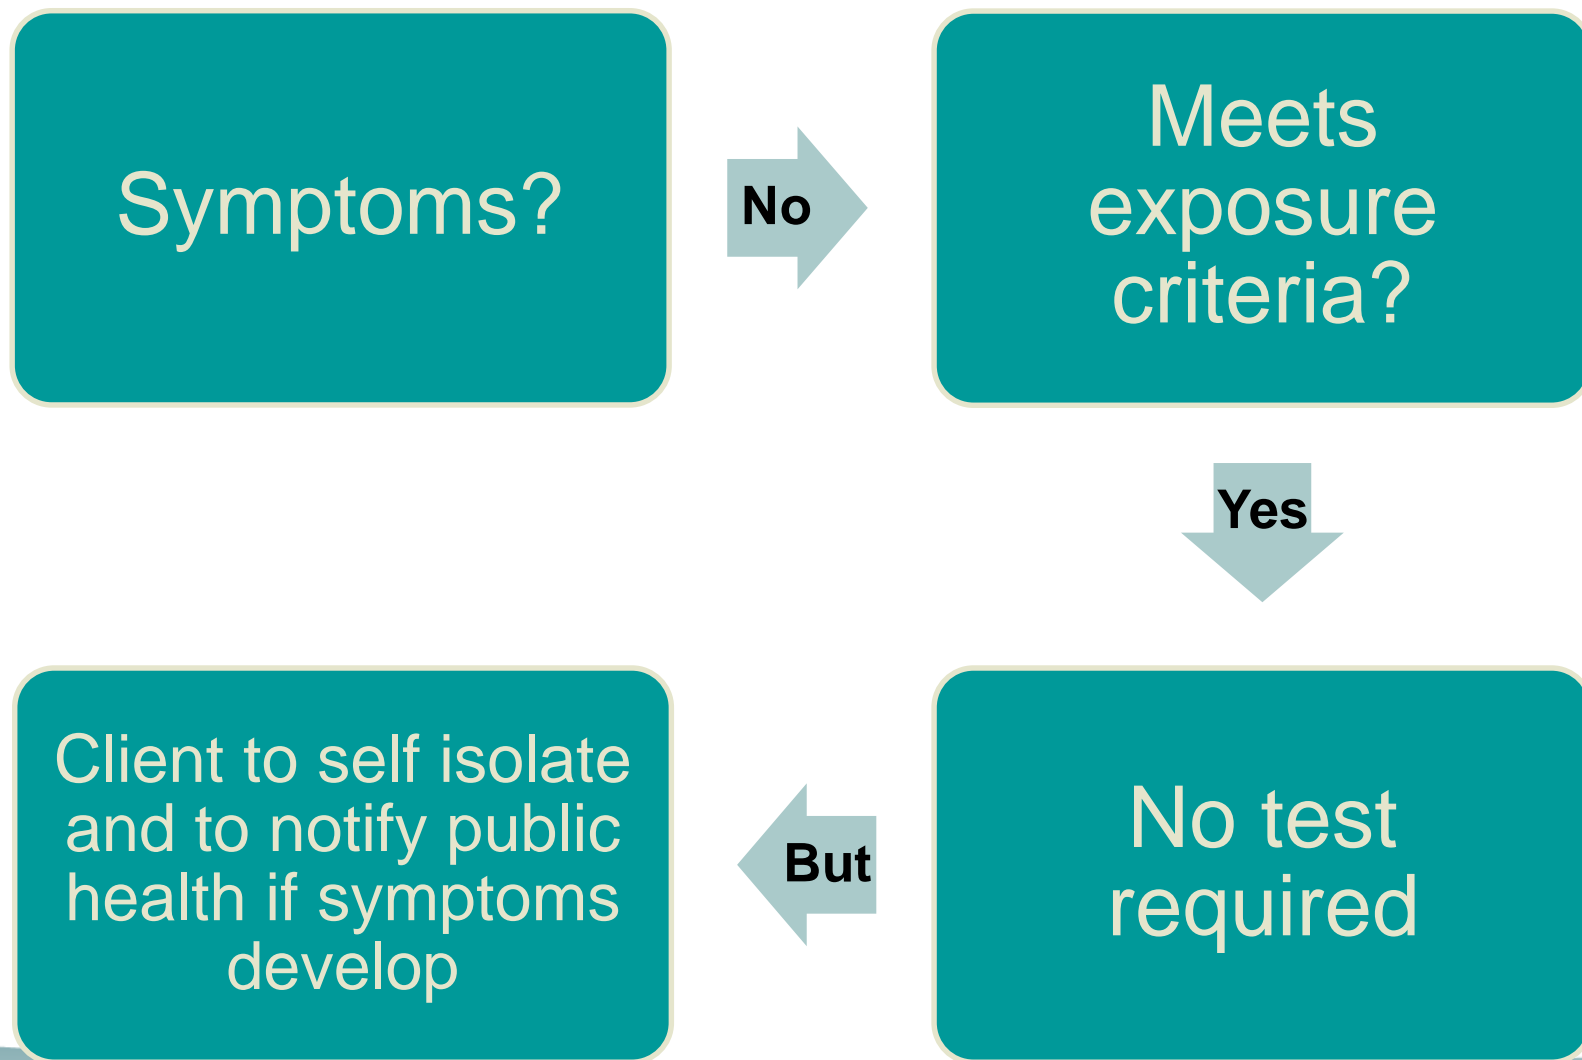 Symptoms?
No
Meets
exposure
criteria?
Yes
No test
required
But
Client to self isolate
and to notify public
health if symptoms
develop